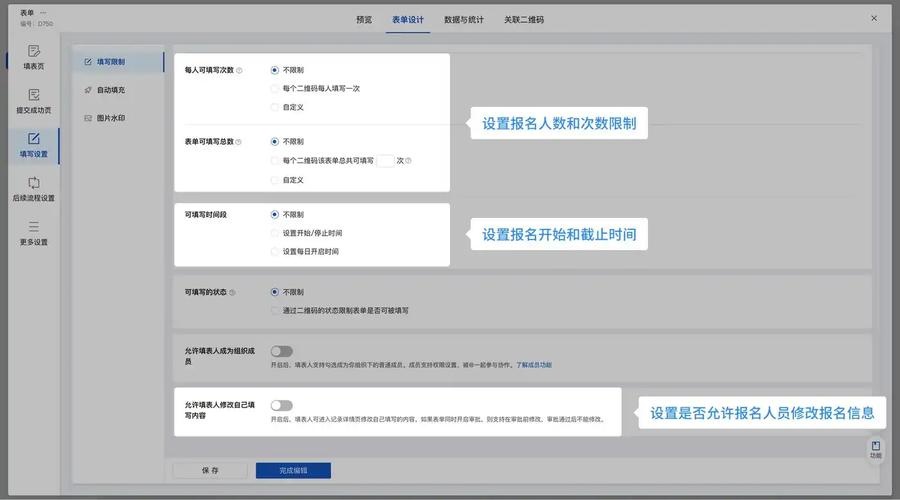 表单 ···
编号：D750
预览
表单设计
数据与统计
关联二维码
填表页
提交成功页
填写设置
后续流程设置
更多设置
填写限制
自动填充
图片水印
每人可填写次数
不限制
每个二维码每人填写一次
自定义
表单可填写总数
不限制
每个二维码该表单总共可填写 次
自定义
设置报名人数和次数限制
可填写时间段
不限制
设置开始/停止时间
设置每日开启时间
设置报名开始和截止时间
可填写的状态
不限制
通过二维码的状态限制表单是否可被填写
允许填表人成为组织成
员
开启后，填表人支持勾选成为你组织下的普通成员。成员支持权限设置，被@一起参与协作。了解成员功能
允许填表人修改自己填
写内容
开启后，填表人可进入记录详情页修改自己填写的内容，如果表单同时开启审批，则支持在审批前修改，审批通过后不能修改。
设置是否允许报名人员修改报名信息
功能
保 存
完成编辑